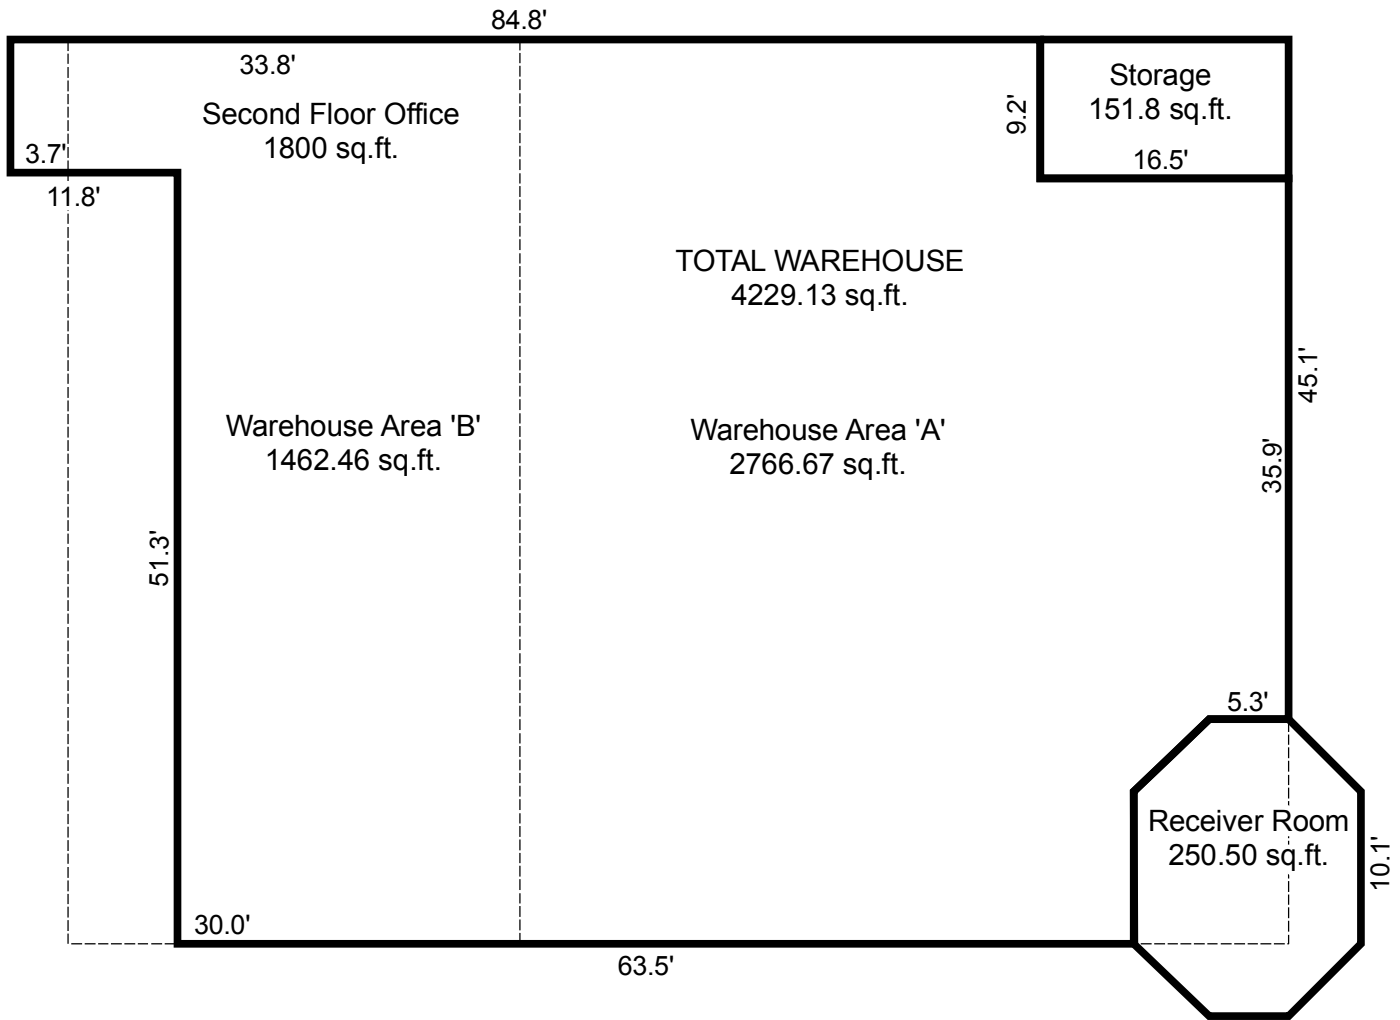 84.8'
33.8'
Second Floor Office
1800 sq.ft.
3.7'
11.8'
9.2'
Storage
151.8 sq.ft.
16.5'
TOTAL WAREHOUSE
4229.13 sq.ft.
45.1'
Warehouse Area 'B'
1462.46 sq.ft.
Warehouse Area 'A'
2766.67 sq.ft.
35.9'
51.3'
5.3'
Receiver Room
250.50 sq.ft.
10.1'
30.0'
63.5'